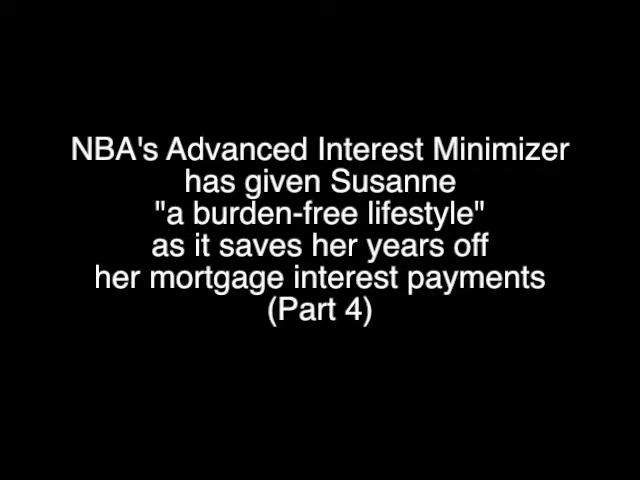 NBA's Advanced Interest Minimizer
has given Susanne
"a burden-free lifestyle"
as it saves her years off
her mortgage interest payments
(Part 4)